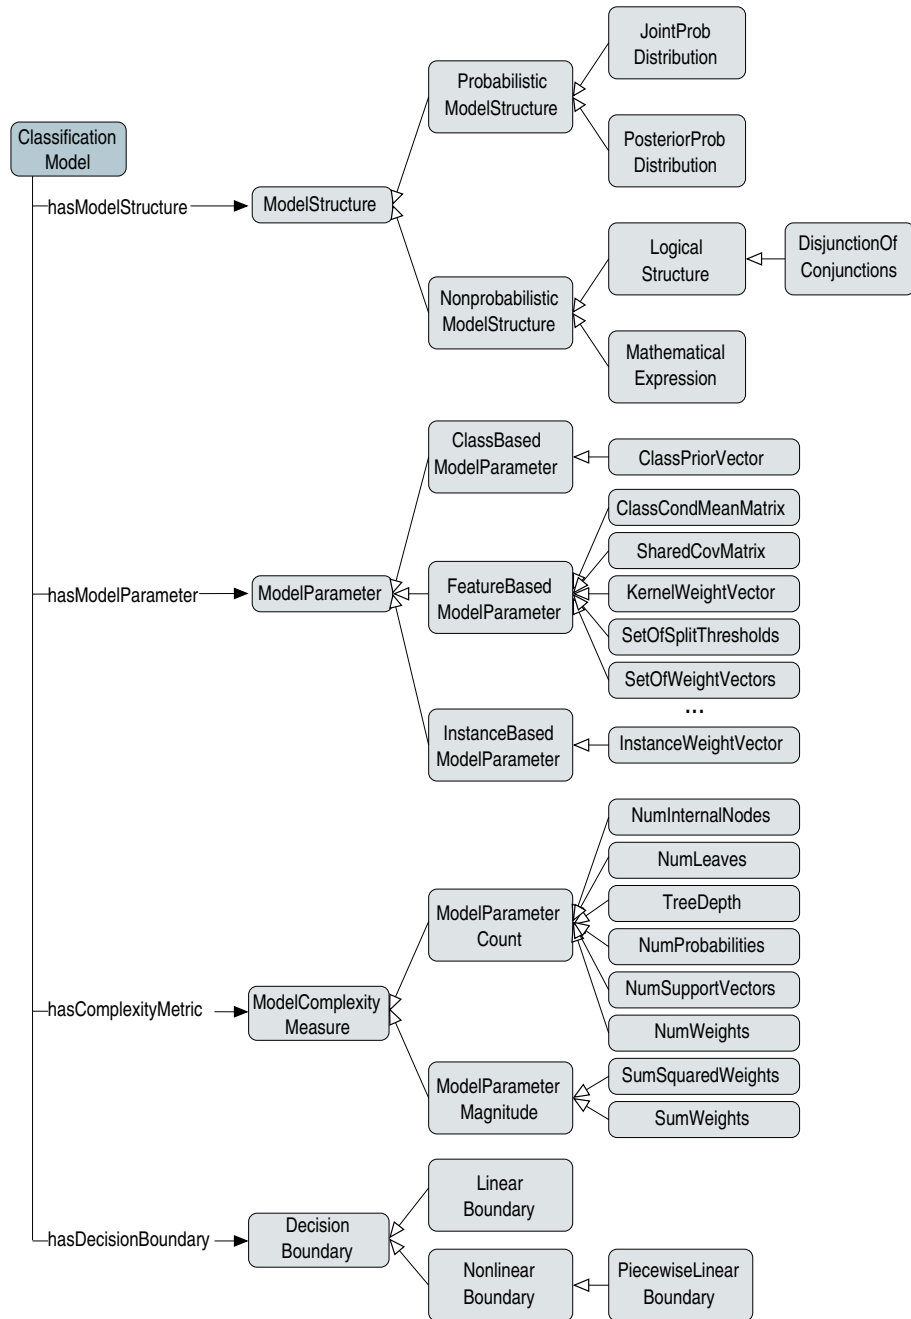 Classification
Model
hasModelStructure
ModelStructure
Probabilistic
ModelStructure
JointProb
Distribution
PosteriorProb
Distribution
Nonprobabilistic
ModelStructure
Logical
Structure
DisjunctionOf
Conjunctions
Mathematical
Expression
hasModelParameter
ModelParameter
ClassBased
ModelParameter
ClassPriorVector
FeatureBased
ModelParameter
ClassCondMeanMatrix
SharedCovMatrix
KernelWeightVector
SetOfSplitThresholds
SetOfWeightVectors
...
InstanceBased
ModelParameter
InstanceWeightVector
hasComplexityMetric
ModelComplexity
Measure
ModelParameter
Count
NumInternalNodes
NumLeaves
TreeDepth
NumProbabilities
NumSupportVectors
NumWeights
ModelParameter
Magnitude
SumSquaredWeights
SumWeights
hasDecisionBoundary
Decision
Boundary
Linear
Boundary
Nonlinear
Boundary
PiecewiseLinear
Boundary